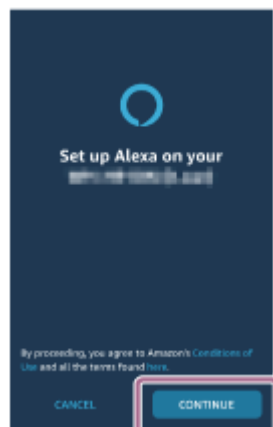 Set up Alexa on your
By proceeding, you agree to Amazon's Conditions of
Use and all the terms found here.
CANCEL
CONTINUE